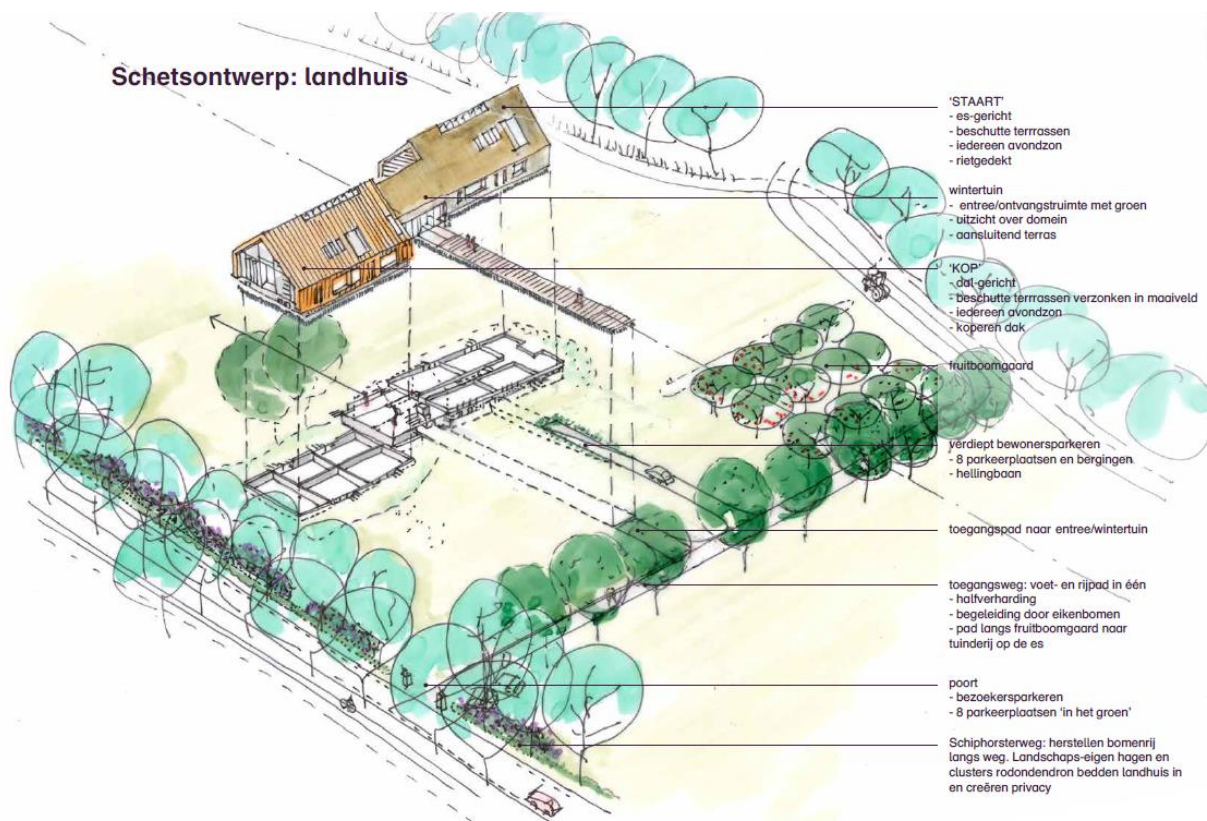 Schetsontwerp: landhuis
'STAART'
- es-gericht
- beschutte terrrassen
- iedereen avondzon
- rietgedekt
wintertuin
- entree/ontvangstruimte met groen
- uitzicht over domein
- aansluitend terras
'KOP'
- dal-gericht
- beschutte terrrassen verzonken in maaiveld
- iedereen avondzon
- koperen dak
fruitboomgaard
verdiept bewonersparkeren
- 8 parkeerplaatsen en bergingen
- hellingbaan
toegangspad naar entree/wintertuin
toegangsweg: voet- en rijpad in één
- halfverharding
- begeleiding door eikenbomen
- pad langs fruitboomgaard naar
tuinderij op de es
poort
- bezoekersparkeren
- 8 parkeerplaatsen 'in het groen'
Schiphorsterweg: herstellen bomenrij
langs weg. Landschaps-eigen hagen en
clusters rodondendron bedden landhuis in
en creëren privacy